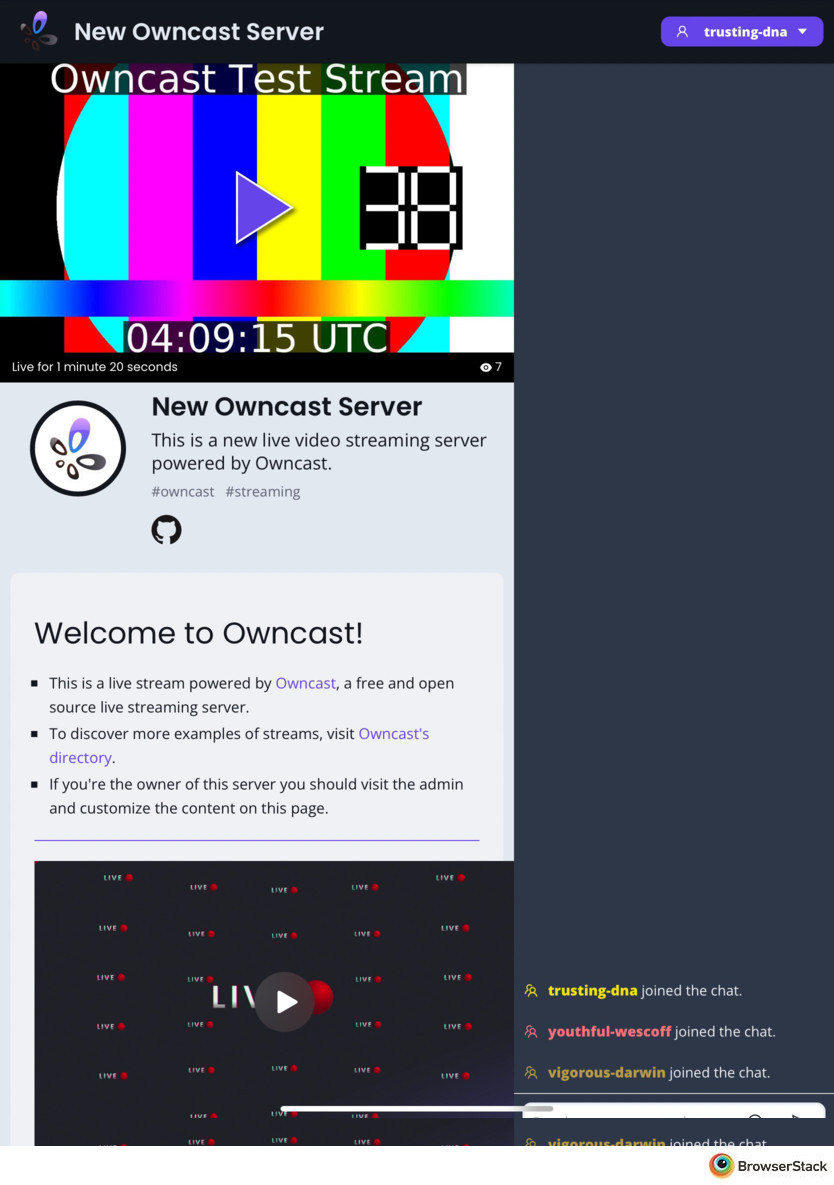 New Owncast Server
trusting-dna
Owncast Test Stream
04:09:15 UTC
Live for 1 minute 20 seconds
7
New Owncast Server
This is a new live video streaming server
powered by Owncast.
#owncast #streaming
Welcome to Owncast!
This is a live stream powered by Owncast, a free and open
source live streaming server.
To discover more examples of streams, visit Owncast's
directory.
If you're the owner of this server you should visit the admin
and customize the content on this page.
LIVE LIVE LIVE LIVE LIVE
LIVE LIVE LIVE LIVE LIVE
LIVE LIVE LIVE LIVE
LIV
LIVE LIVE LIVE LIVE
LIVE LIVE LIVE LIVE LIVE
LIVE LIVE LIVE
LIVE LIVE LIVE
trusting-dna joined the chat.
youthful-wescoff joined the chat.
vigorous-darwin joined the chat.
vigorous-darwin joined the chat.
BrowserStack